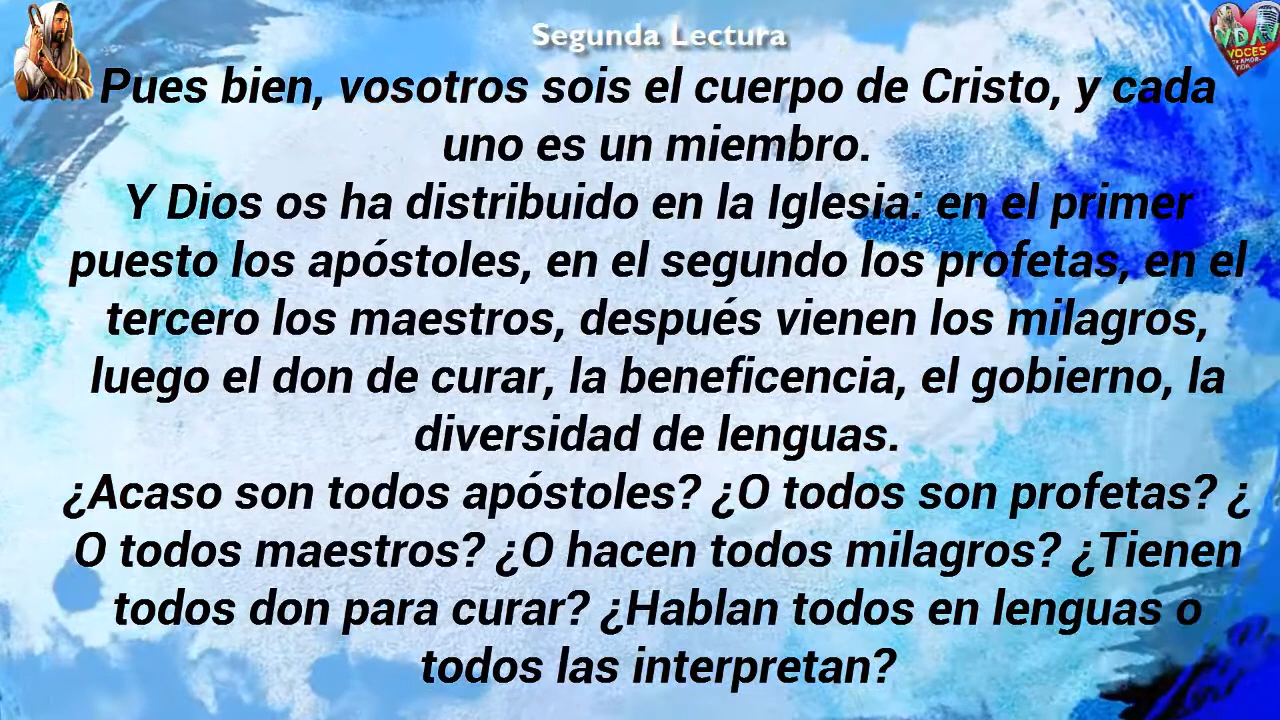 Segunda Lectura
VDA
VOCES
Pues bien, vosotros sois el cuerpo de Cristo, y cada
uno es un miembro.
Y Dios os ha distribuido en la Iglesia: en el primer
puesto los apóstoles, en el segundo los profetas, en el
tercero los maestros, después vienen los milagros,
luego el don de curar, la beneficencia, el gobierno, la
diversidad de lenguas.
¿Acaso son todos apóstoles? ¿O todos son profetas? ¿
O todos maestros? ¿O hacen todos milagros? ¿Tienen
todos don para curar? ¿Hablan todos en lenguas o
todos las interpretan?